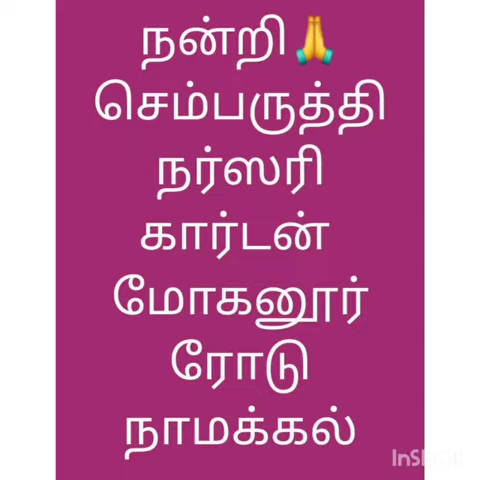 நன்றி🙏
செம்பருத்தி
நர்ஸரி
கார்டன்
மோகனூர்
ரோடு
நாமக்கல்